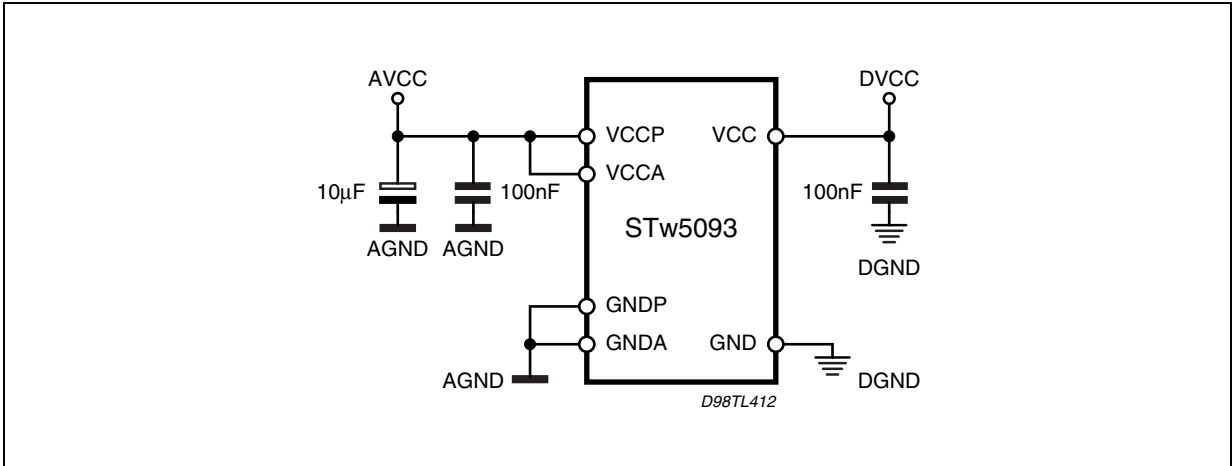 AVCC
DVCC
VCCP
VCC
VCCA
10μF
100nF
100nF
STw5093
AGND
AGND
DGND
GNDP
GNDA
GND
AGND
DGND
D98TL412